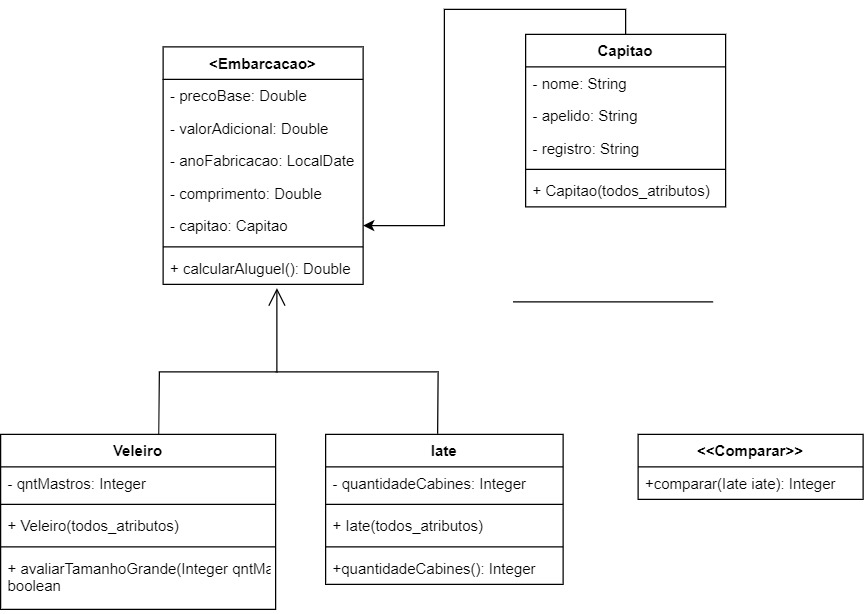 <Embarcacao>
- precoBase: Double
- valorAdicional: Double
- anoFabricacao: LocalDate
- comprimento: Double
- capitao: Capitao
+ calcularAluguel(): Double
Capitao
- nome: String
- apelido: String
- registro: String
+ Capitao(todos_atributos)
Veleiro
- qntMastros: Integer
+ Veleiro(todos_atributos)
+ avaliarTamanhoGrande(Integer qntMa
boolean
Iate
- quantidadeCabines: Integer
+ Iate(todos_atributos)
+quantidadeCabines(): Integer
<<Comparar>>
+comparar(Iate iate): Integer